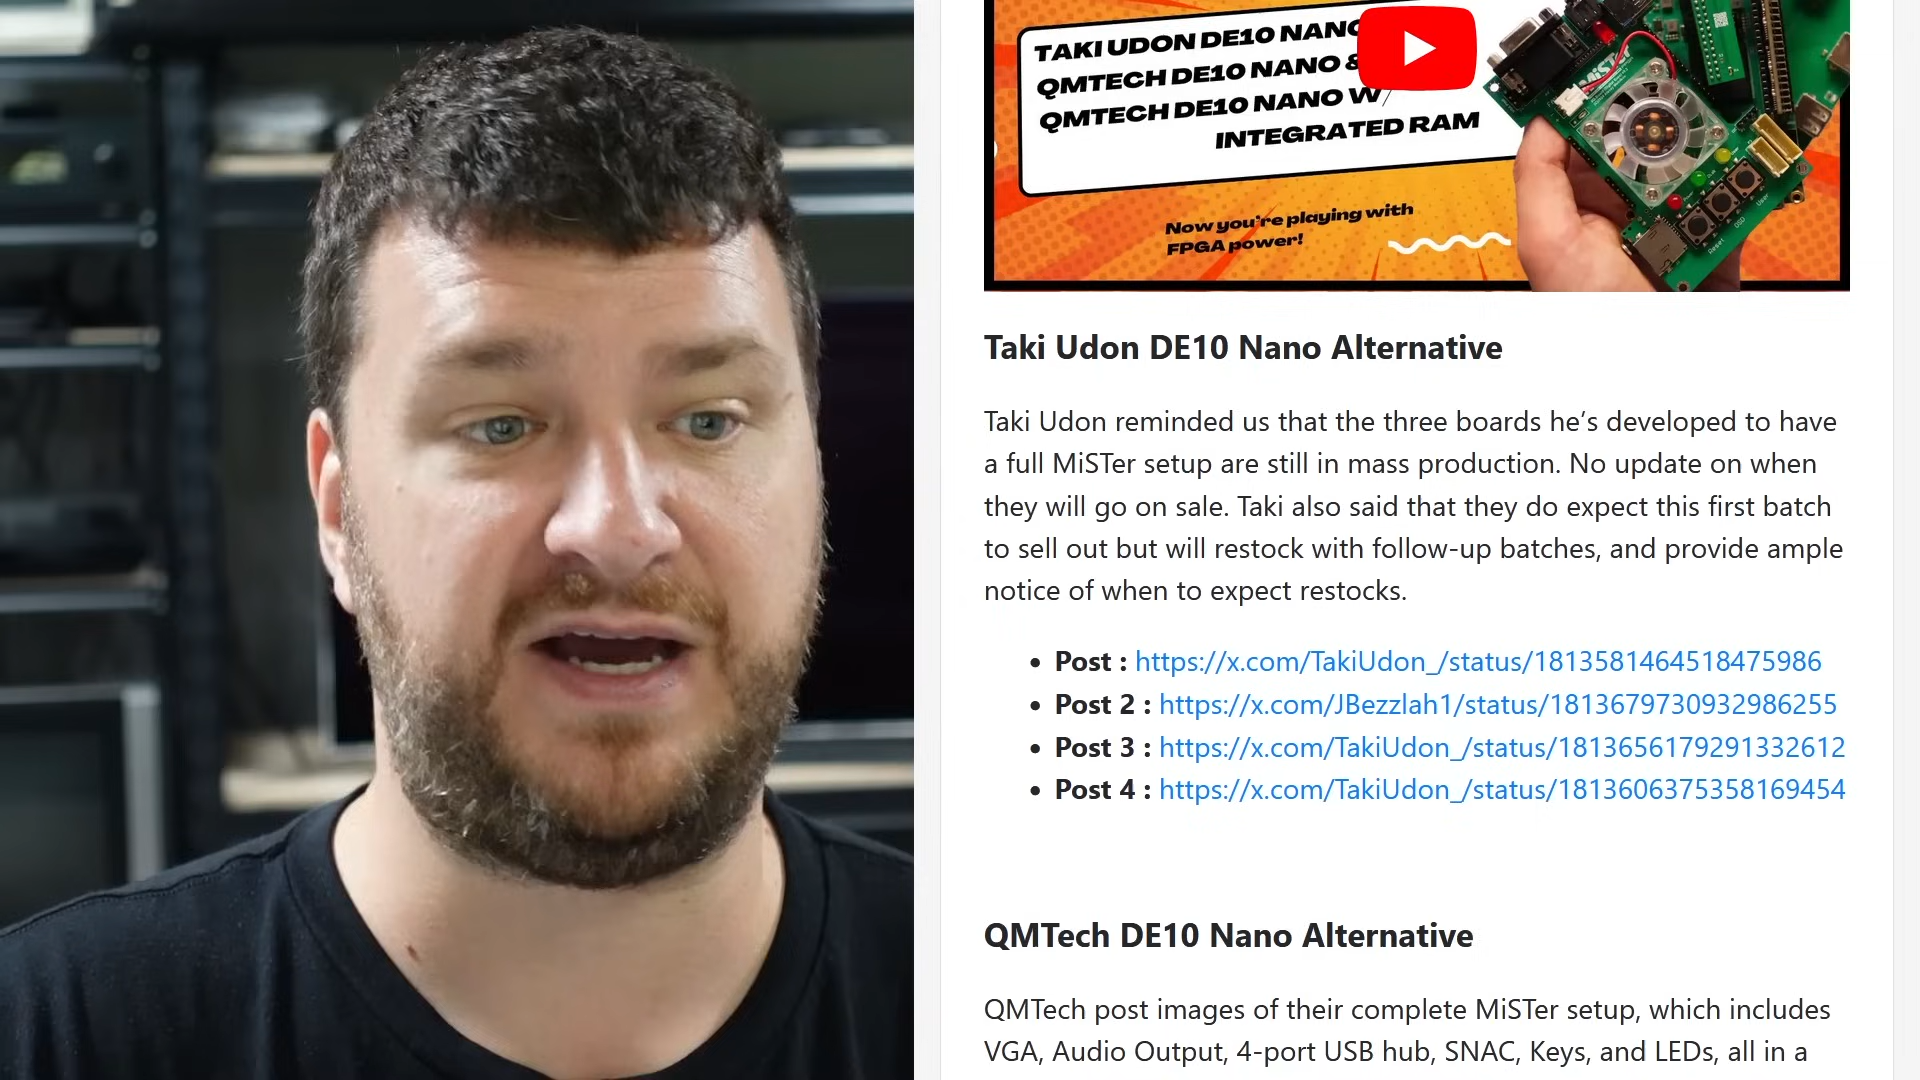 TAKI UDON DE10 NANO
QMTECH DE10 NANO &
QMTECH DE10 NANO W/
INTEGRATED RAM
Now you're playing with
FPGA power!
MiSTer
Reset
OSD
User
Taki Udon DE10 Nano Alternative
Taki Udon reminded us that the three boards he’s developed to have
a full MiSTer setup are still in mass production. No update on when
they will go on sale. Taki also said that they do expect this first batch
to sell out but will restock with follow-up batches, and provide ample
notice of when to expect restocks.
• Post : https://x.com/TakiUdon_/status/1813581464518475986
• Post 2 : https://x.com/JBezzlah1/status/1813679730932986255
• Post 3 : https://x.com/TakiUdon_/status/1813656179291332612
• Post 4 : https://x.com/TakiUdon_/status/1813606375358169454
QMTech DE10 Nano Alternative
QMTech post images of their complete MiSTer setup, which includes
VGA, Audio Output, 4-port USB hub, SNAC, Keys, and LEDs, all in a